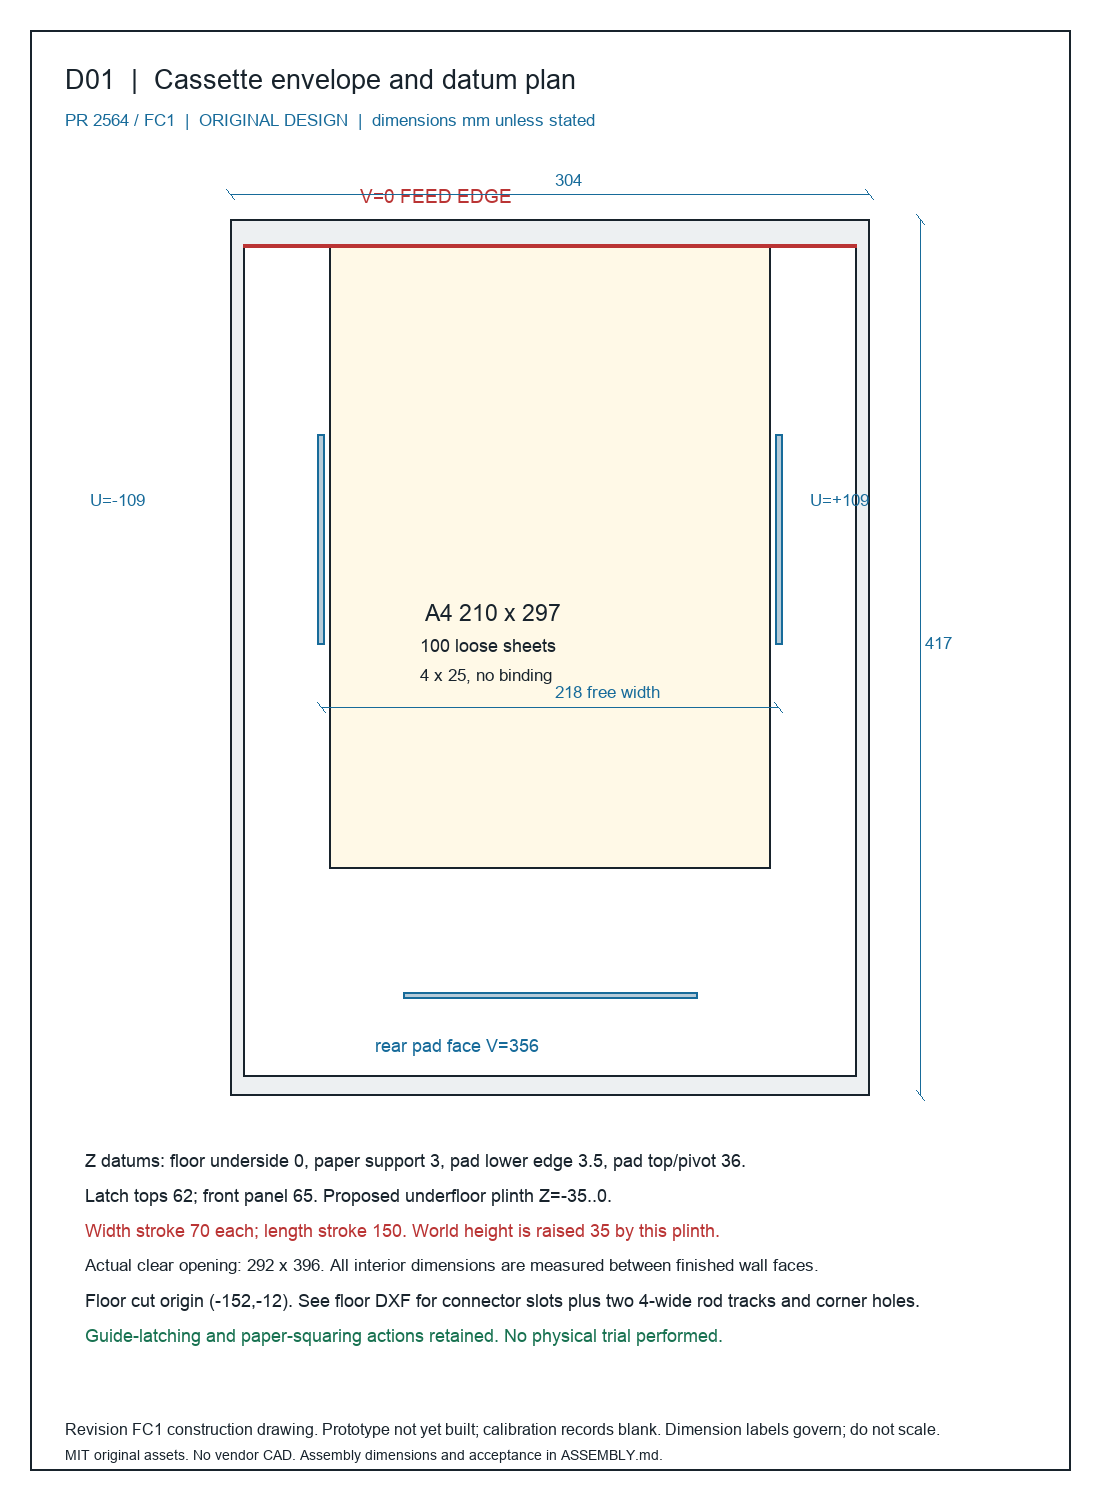 D01 | Cassette envelope and datum plan
PR 2564 / FC1 | ORIGINAL DESIGN | dimensions mm unless stated
304
V=0 FEED EDGE
U=-109
U=+109
A4 210 x 297
100 loose sheets
417
4 x 25, no binding
218 free width
rear pad face V=356
Z datums: floor underside 0, paper support 3, pad lower edge 3.5, pad top/pivot 36.
Latch tops 62; front panel 65. Proposed underfloor plinth Z=-35..0.
Width stroke 70 each; length stroke 150. World height is raised 35 by this plinth.
Actual clear opening: 292 x 396. All interior dimensions are measured between finished wall faces.
Floor cut origin (-152,-12). See floor DXF for connector slots plus two 4-wide rod tracks and corner holes.
Guide-latching and paper-squaring actions retained. No physical trial performed.
Revision FC1 construction drawing. Prototype not yet built; calibration records blank. Dimension labels govern; do not scale.
MIT original assets. No vendor CAD. Assembly dimensions and acceptance in ASSEMBLY.md.